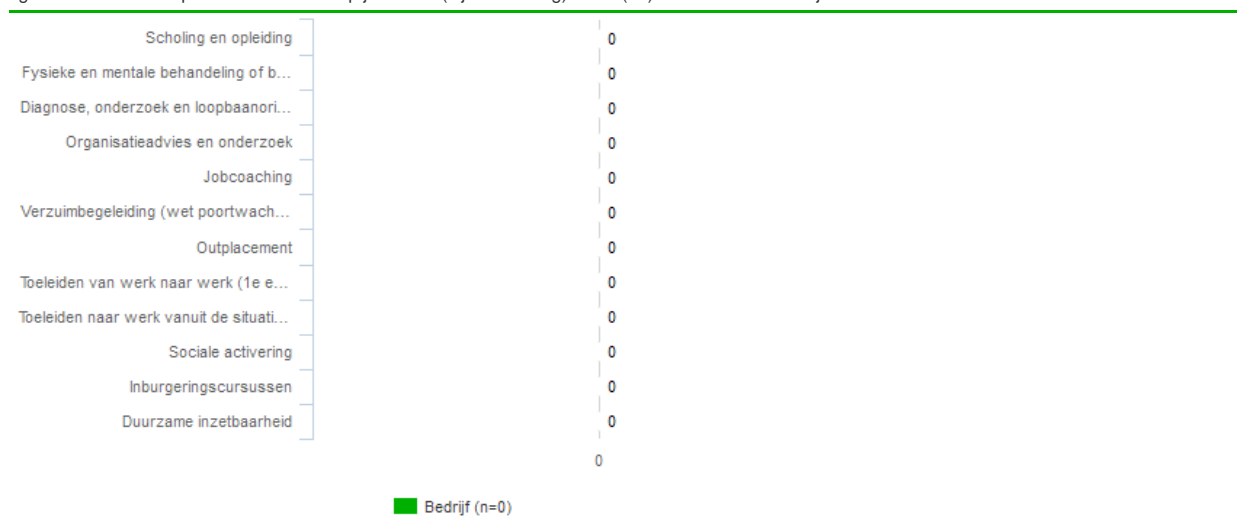 Scholing en opleiding 0
Fysieke en mentale behandeling of b... 0
Diagnose, onderzoek en loopbaanori... 0
Organisatieadvies en onderzoek 0
Jobcoaching 0
Verzuimbegeleiding (wet poortwach... 0
Outplacement 0
Toeleiden van werk naar werk (1e e... 0
Toeleiden naar werk vanuit de situati... 0
Sociale activering 0
Inburgeringscursussen 0
Duurzame inzetbaarheid 0
0
Bedrijf (n=0)